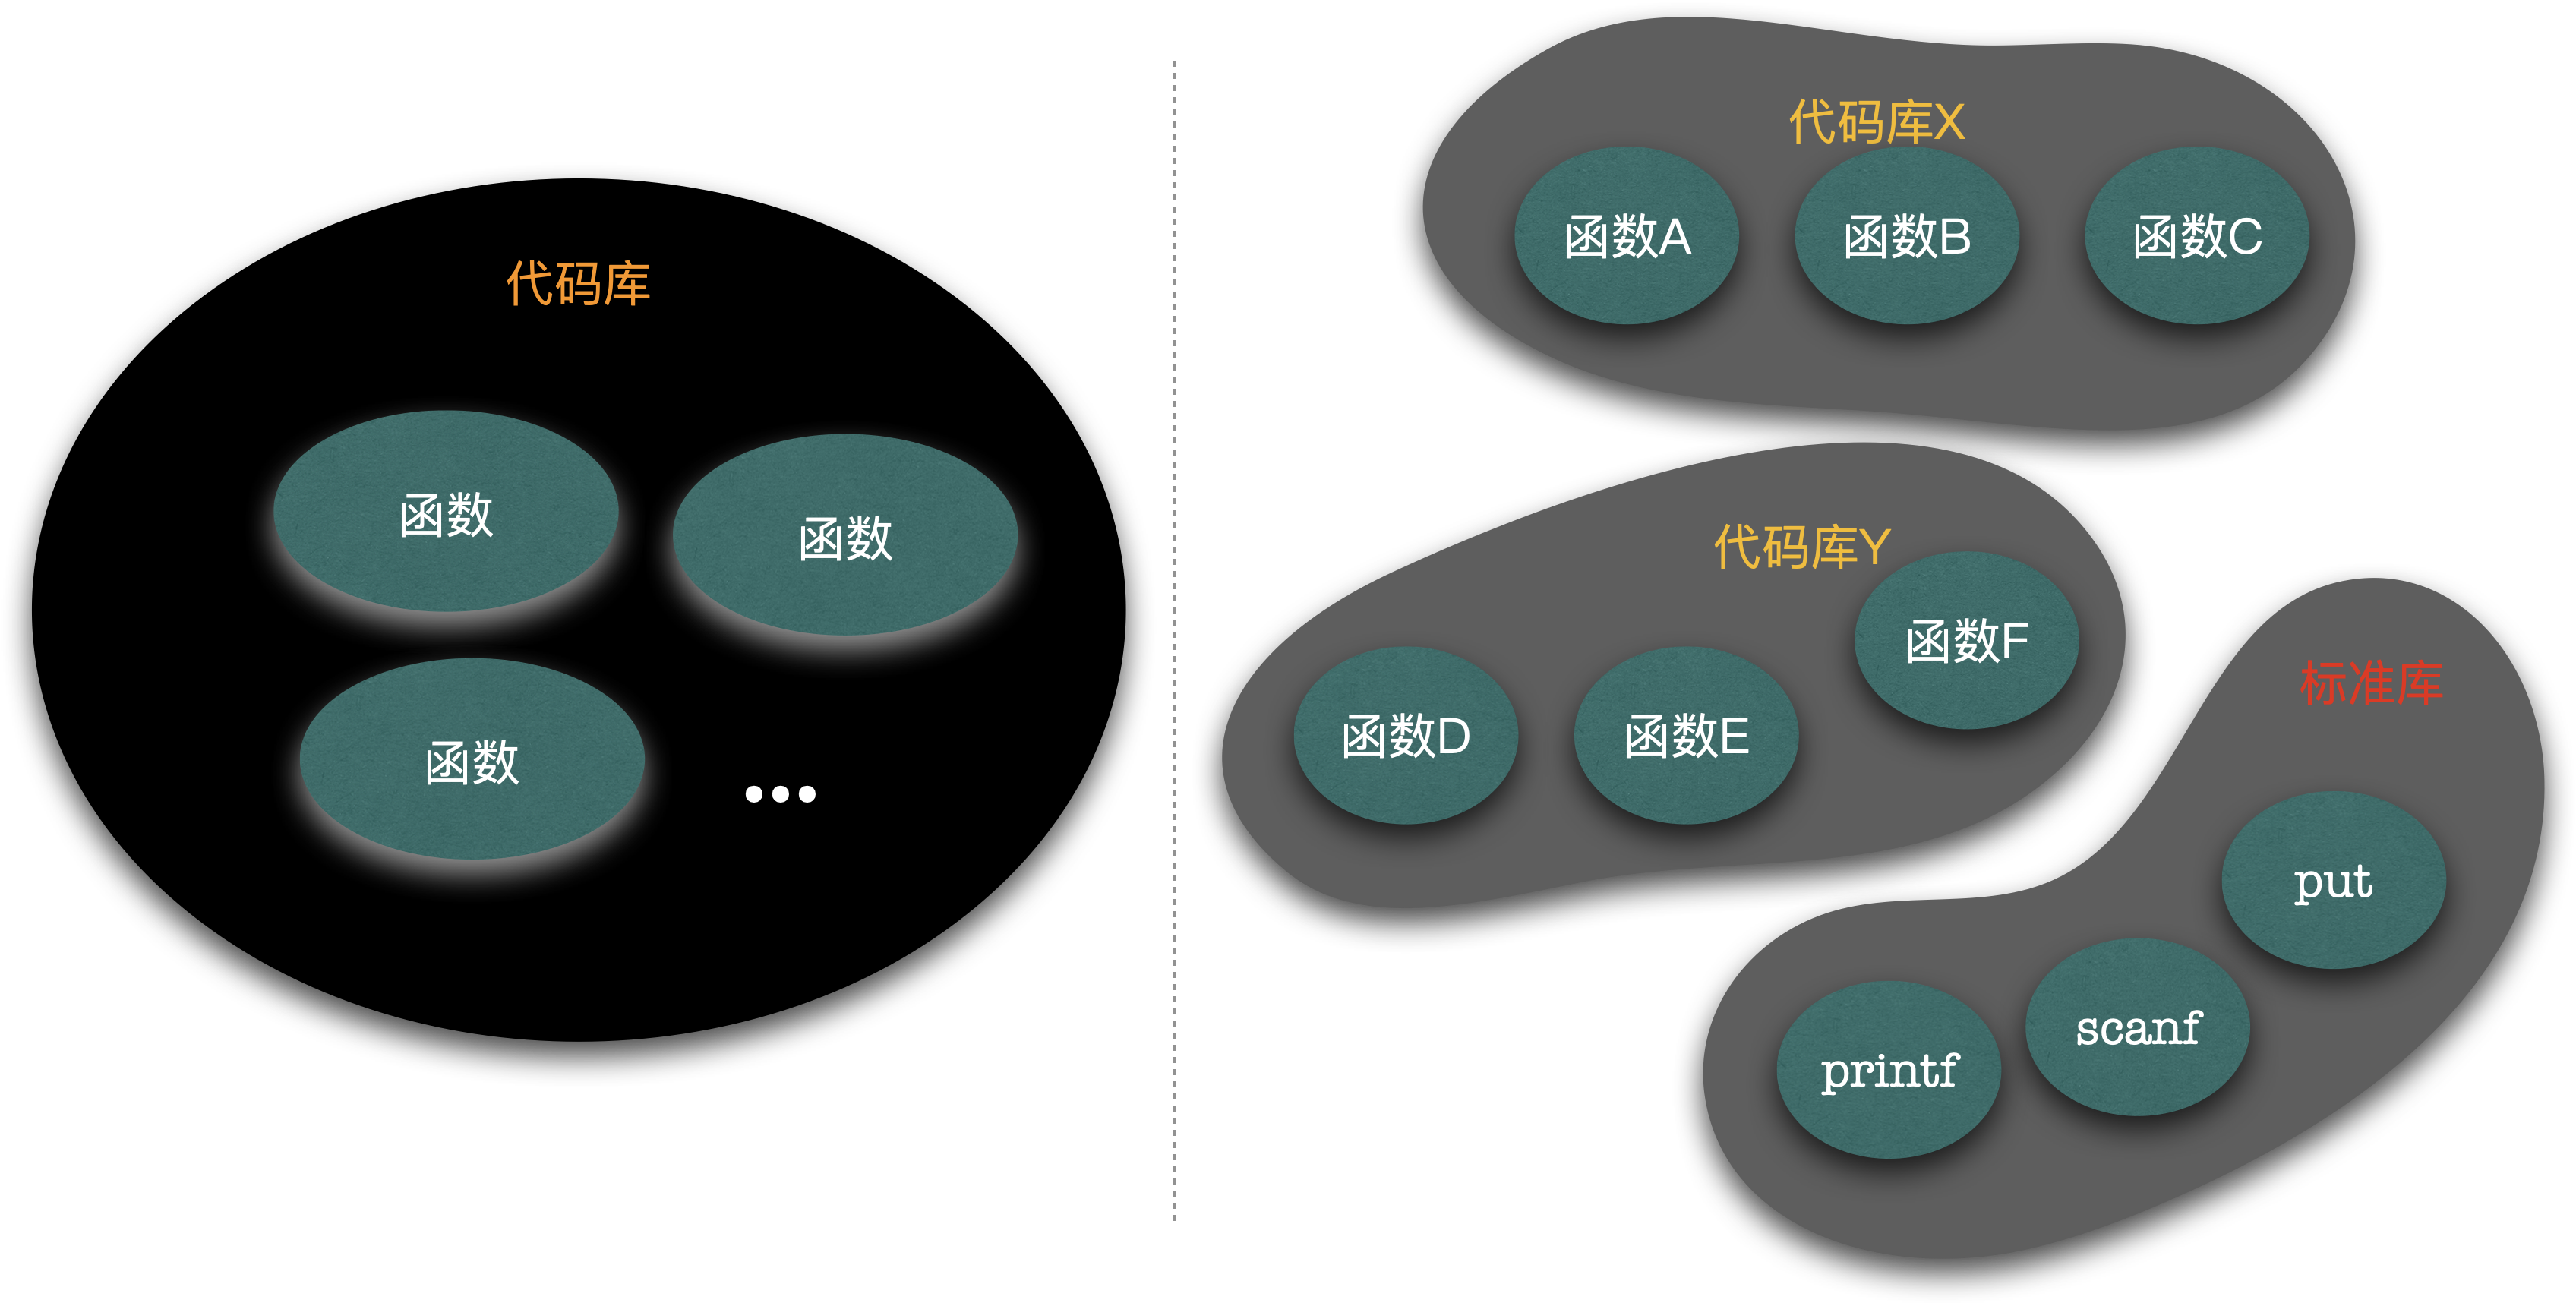 代码库
函数
函数
函数
...
代码库X
函数A
函数B
函数C
代码库Y
函数D
函数E
函数F
标准库
put
scanf
printf